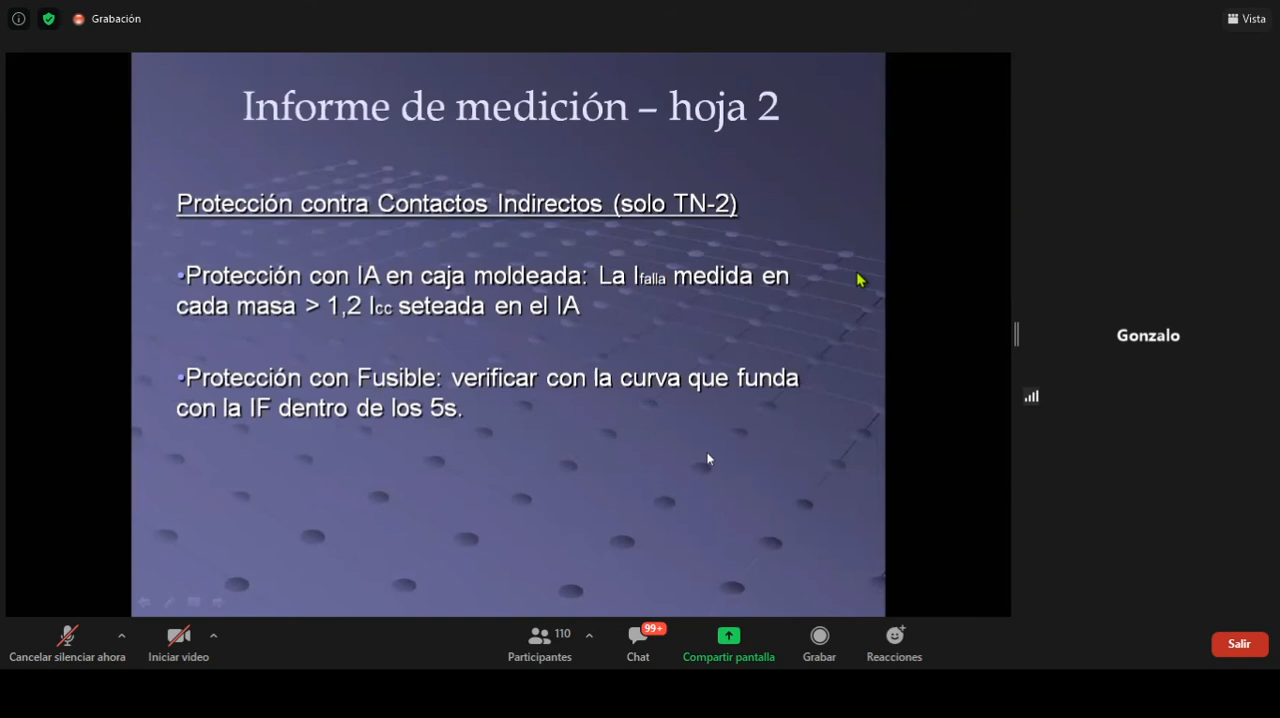 Grabación
Vista
Informe de medición – hoja 2
Protección contra Contactos Indirectos (solo TN-2)
•Protección con IA en caja moldeada: La Ifalla medida en
cada masa > 1,2 Icc seteada en el IA
•Protección con Fusible: verificar con la curva que funda
con la IF dentro de los 5s.
Gonzalo
Cancelar silenciar ahora
Iniciar video
110
Participantes
99+
Chat
Compartir pantalla
Grabar
Reacciones
Salir